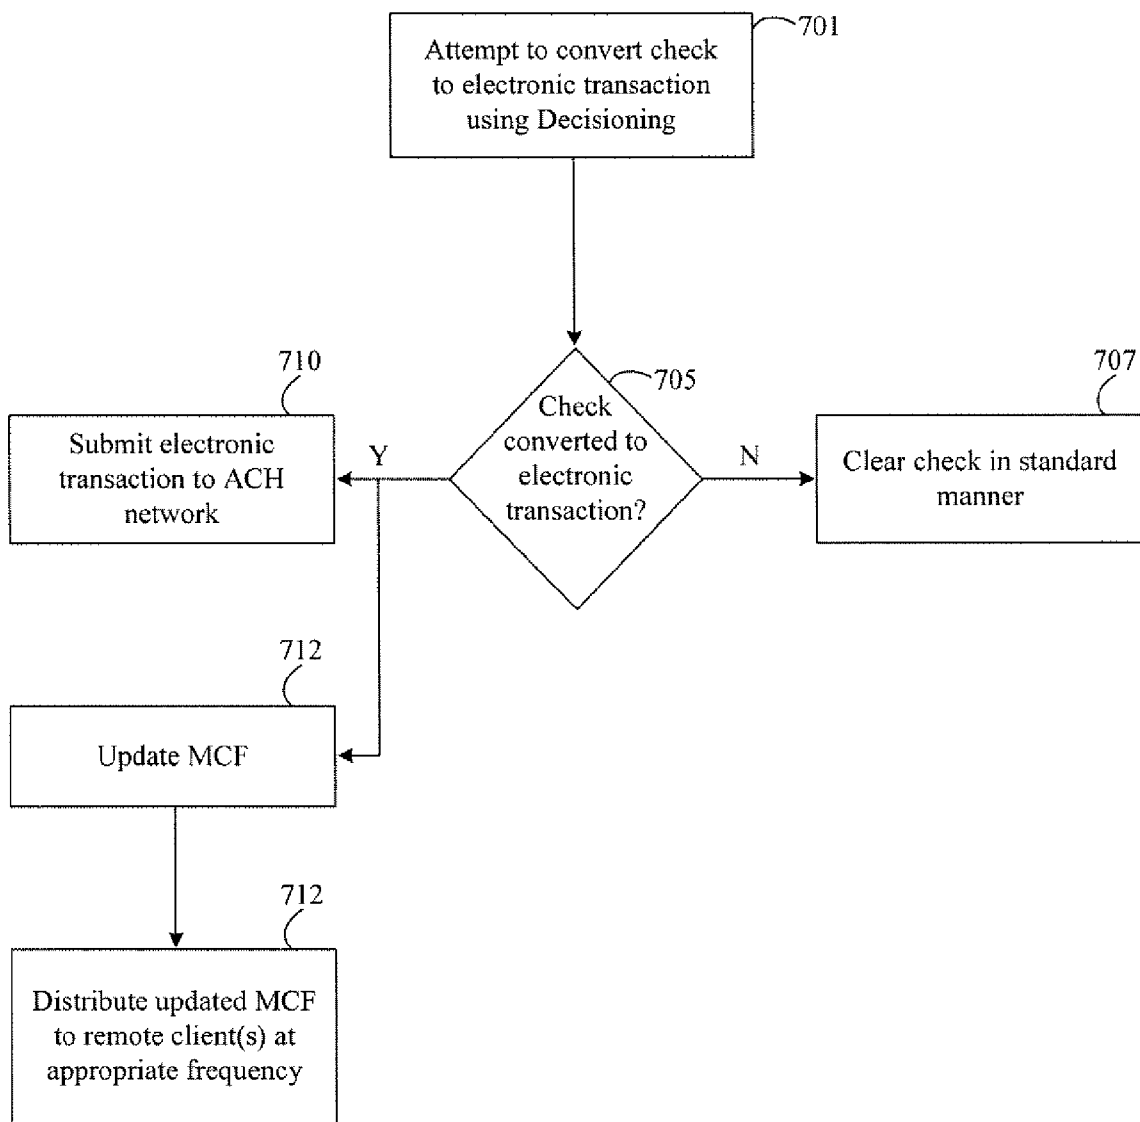 701
Attempt to convert check
to electronic transaction
using Decisioning
710
705
707
Submit electronic
transaction to ACH
network
Y
Check
converted to
electronic
transaction?
N
Clear check in standard
manner
712
Update MCF
712
Distribute updated MCF
to remote client(s) at
appropriate frequency